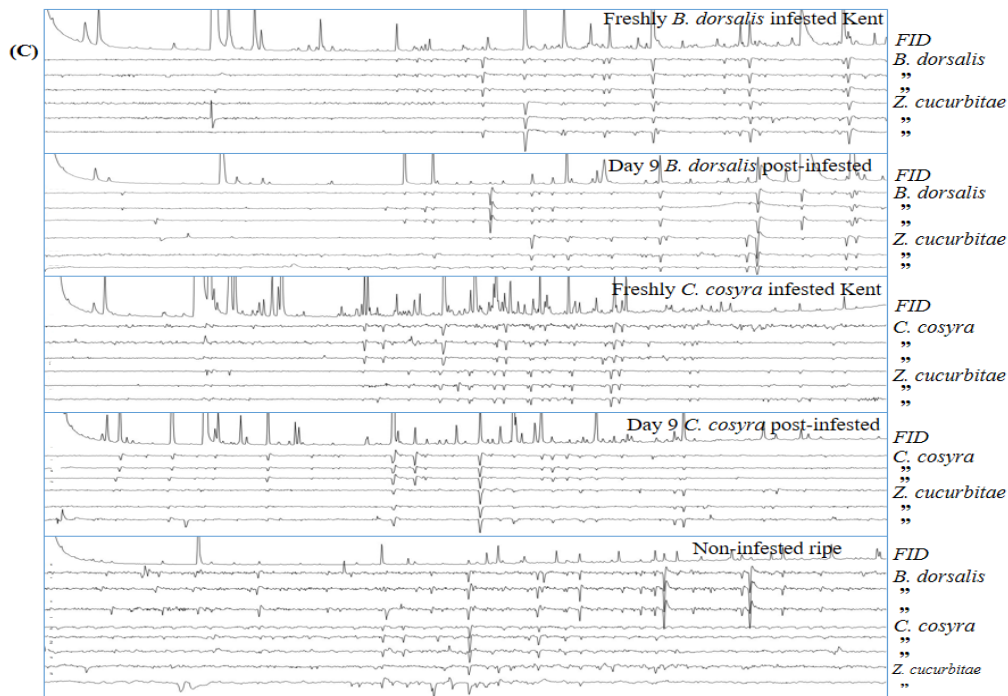 (C)
Freshly B. dorsalis infested Kent
FID
B. dorsalis
”
”
Z. cucurbitae
”
”
Day 9 B. dorsalis post-infested
FID
B. dorsalis
”
”
Z. cucurbitae
”
”
Freshly C. cosyra infested Kent
FID
C. cosyra
”
”
Z. cucurbitae
”
”
Day 9 C. cosyra post-infested
FID
C. cosyra
”
”
Z. cucurbitae
”
”
Non-infested ripe
FID
B. dorsalis
”
”
C. cosyra
”
”
Z. cucurbitae
”